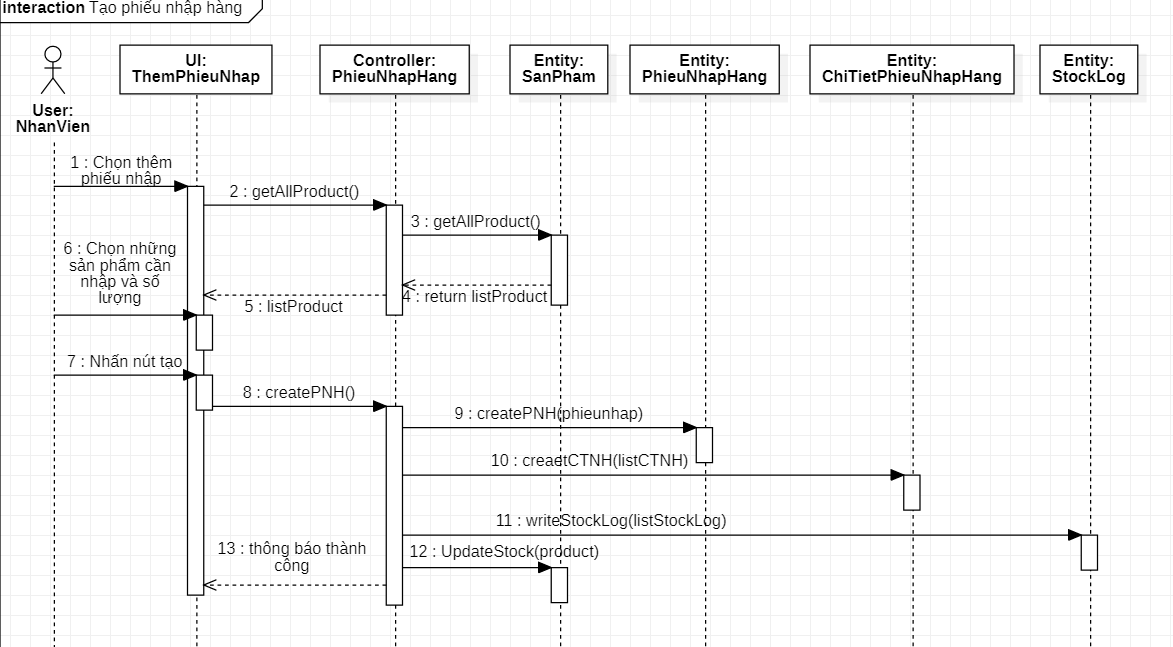 interaction Tạo phiếu nhập hàng
UI:
ThemPhieuNhap
Controller:
PhieuNhapHang
Entity:
SanPham
Entity:
PhieuNhapHang
Entity:
ChiTietPhieuNhapHang
Entity:
StockLog
User:
NhanVien
1 : Chọn thêm
phiếu nhập
2 : getAllProduct()
3 : getAllProduct()
4 : return listProduct
5 : listProduct
6 : Chọn những
sản phẩm cần
nhập và số
lượng
7 : Nhấn nút tạo
8 : createPNH()
9 : createPNH(phieunhap)
10 : creaetCTNH(listCTNH)
11 : writeStockLog(listStockLog)
12 : UpdateStock(product)
13 : thông báo thành
công